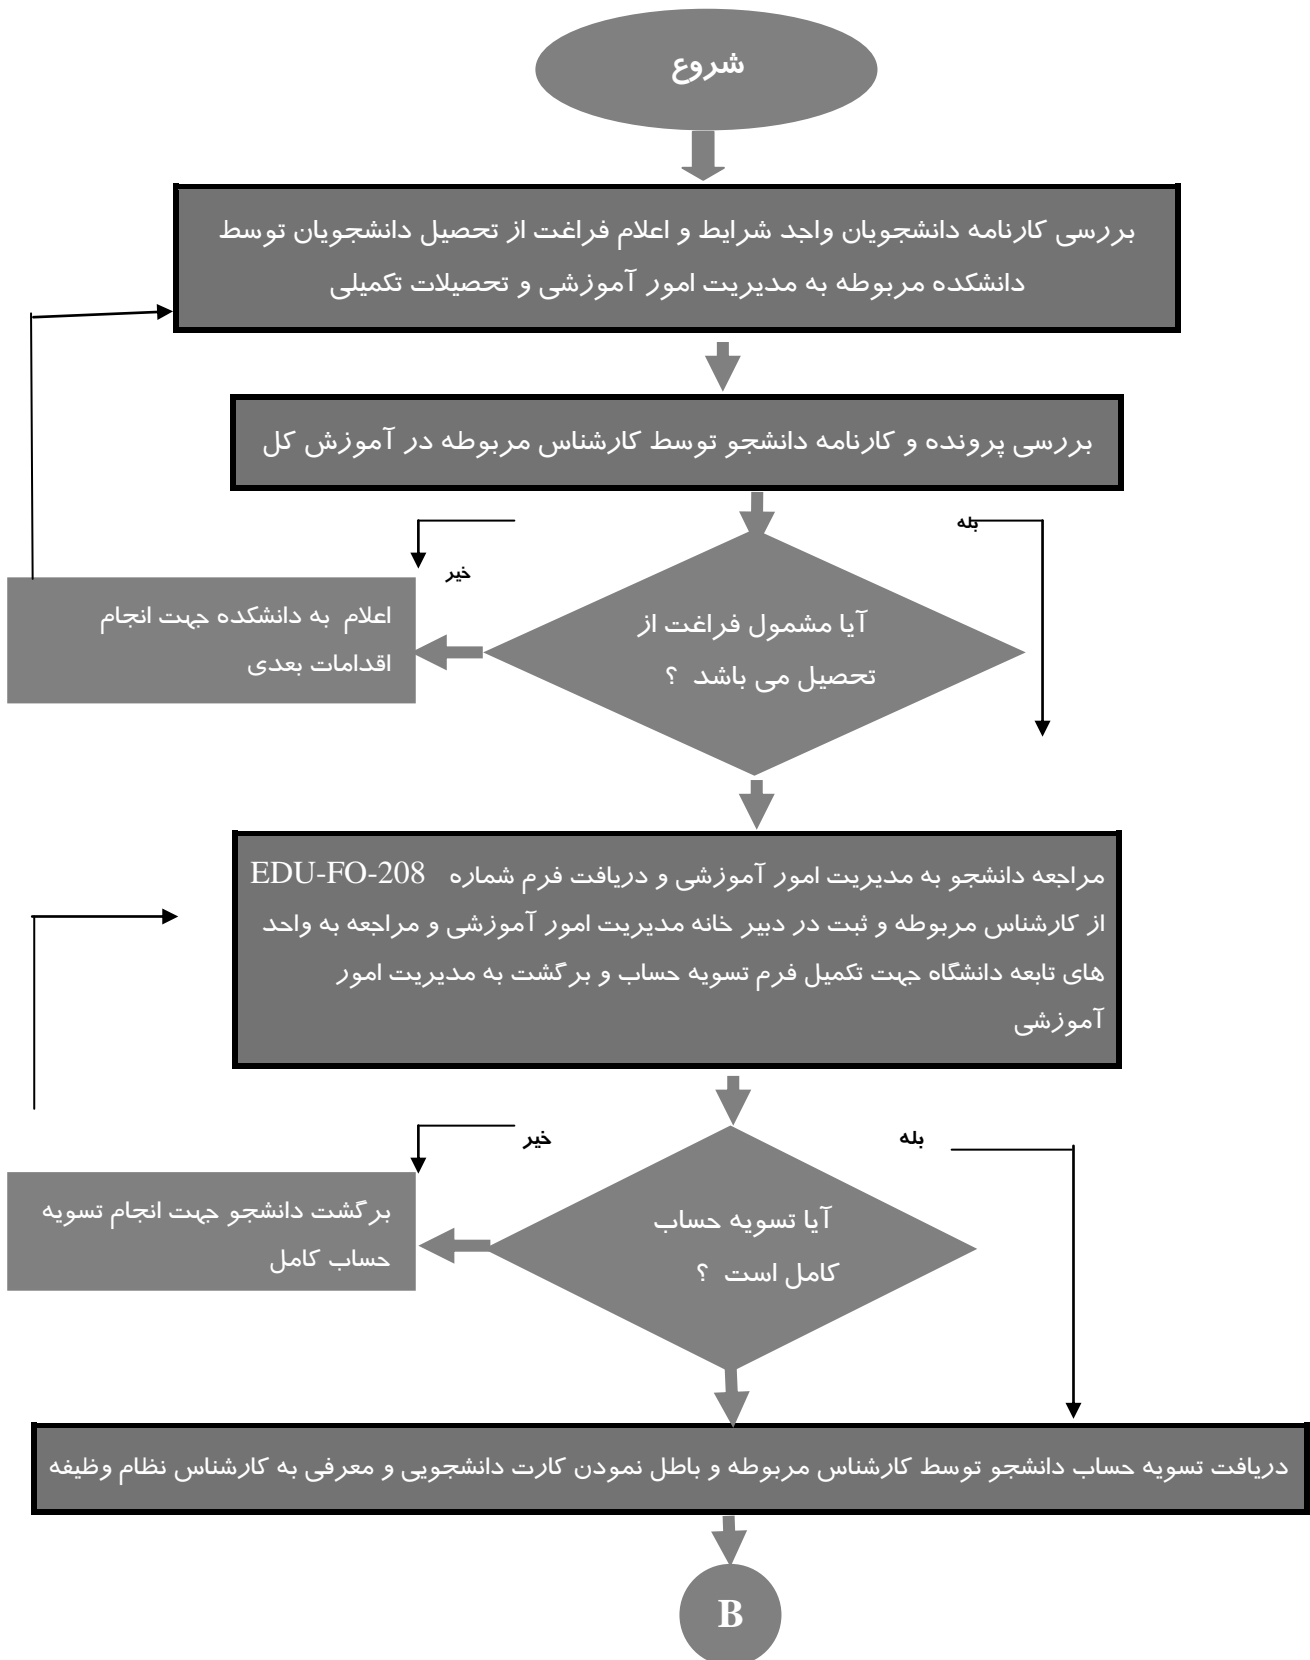 شروع
بررسی کارنامه دانشجویان واجد شرایط و اعلام فراغت از تحصیل دانشجویان توسط
دانشکده مربوطه به مدیریت امور آموزشی و تحصیلات تکمیلی
بررسی پرونده و کارنامه دانشجو توسط کارشناس مربوطه در آموزش کل
بله
خیر
آیا مشمول فراغت از
تحصیل می باشد ؟
اعلام به دانشکده جهت انجام
اقدامات بعدی
مراجعه دانشجو به مدیریت امور آموزشی و دریافت فرم شماره EDU-FO-208
از کارشناس مربوطه و ثبت در دبیر خانه مدیریت امور آموزشی و مراجعه به واحد
های تابعه دانشگاه جهت تکمیل فرم تسویه حساب و برگشت به مدیریت امور
آموزشی
بله
خیر
آیا تسویه حساب
کامل است ؟
برگشت دانشجو جهت انجام تسویه
حساب کامل
دریافت تسویه حساب دانشجو توسط کارشناس مربوطه و باطل نمودن کارت دانشجویی و معرفی به کارشناس نظام وظیفه
B